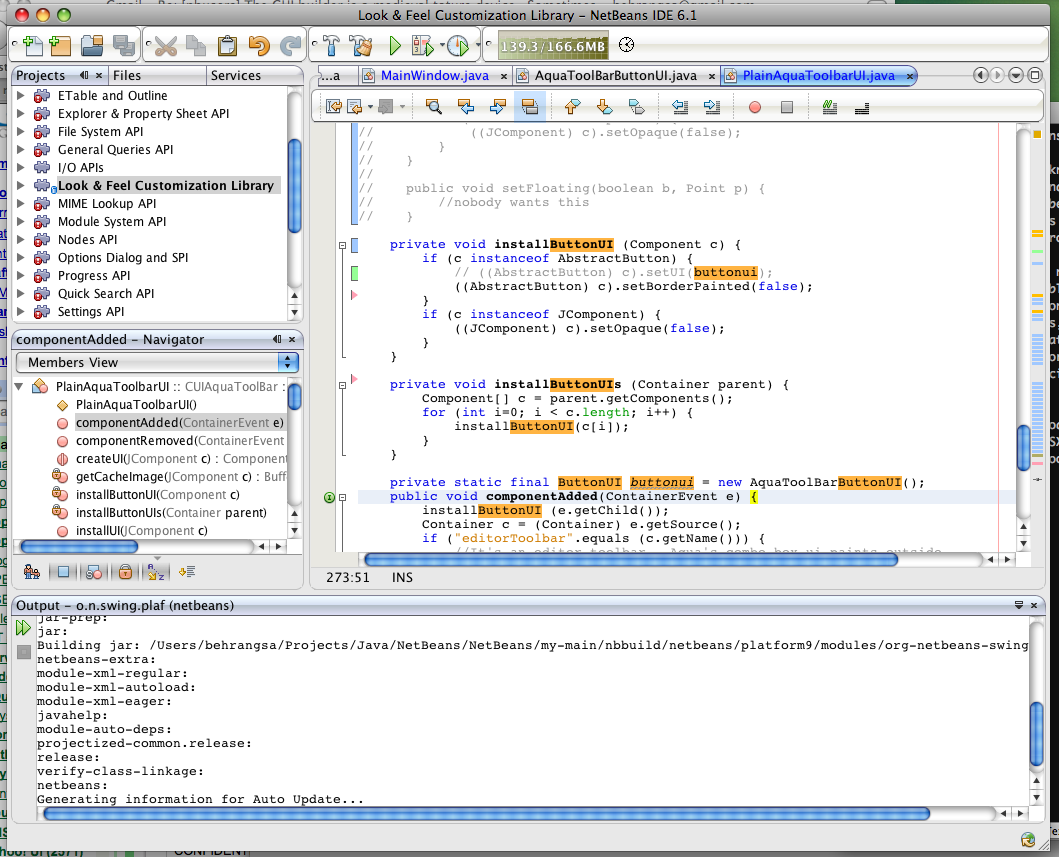 Look & Feel Customization Library – NetBeans IDE 6.1
139.3/166.6MB
Projects
Files
Services
ETable and Outline
Explorer & Property Sheet API
File System API
General Queries API
I/O APIs
Look & Feel Customization Library
MIME Lookup API
Module System API
Nodes API
Options Dialog and SPI
Progress API
Quick Search API
Settings API
componentAdded – Navigator
Members View
PlainAquaToolbarUI :: CUIAquaToolBar :
PlainAquaToolbarUI()
componentAdded(ContainerEvent e)
componentRemoved(ContainerEvent
createUI(JComponent c) : Component
getCacheImage(JComponent c) : Buff
installButtonUI(Component c)
installButtonUIs(Container parent)
installUI(JComponent c)
...a
MainWindow.java
AquaToolBarButtonUI.java
PlainAquaToolbarUI.java
// ((JComponent) c).setOpaque(false);
// }
// }
//
// public void setFloating(boolean b, Point p) {
// //nobody wants this
// }
private void installButtonUI (Component c) {
if (c instanceof AbstractButton) {
// ((AbstractButton) c).setUI(buttonui);
((AbstractButton) c).setBorderPainted(false);
}
if (c instanceof JComponent) {
((JComponent) c).setOpaque(false);
}
}
private void installButtonUIs (Container parent) {
Component[] c = parent.getComponents();
for (int i=0; i < c.length; i++) {
installButtonUI(c[i]);
}
}
private static final ButtonUI buttonui = new AquaToolBarButtonUI();
public void componentAdded(ContainerEvent e) {
installButtonUI (e.getChild());
Container c = (Container) e.getSource();
if ("editorToolbar".equals (c.getName())) {
//It's an editor toolbar. Aqua's combo box ui paints outside
273:51
INS
Output – o.n.swing.plaf (netbeans)
jar-prep:
jar:
Building jar: /Users/behrangsa/Projects/Java/NetBeans/NetBeans/my-main/nbbuild/netbeans/platform9/modules/org-netbeans-swing
netbeans-extra:
module-xml-regular:
module-xml-autoload:
module-xml-eager:
javahelp:
module-auto-deps:
projectized-common.release:
release:
verify-class-linkage:
netbeans:
Generating information for Auto Update...